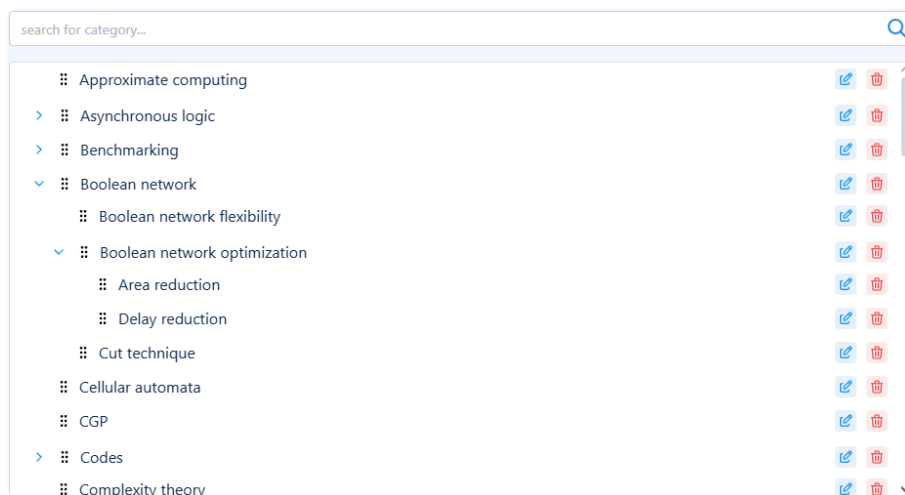 search for category...
Approximate computing
Asynchronous logic
Benchmarking
Boolean network
Boolean network flexibility
Boolean network optimization
Area reduction
Delay reduction
Cut technique
Cellular automata
CGP
Codes
Complexity theory